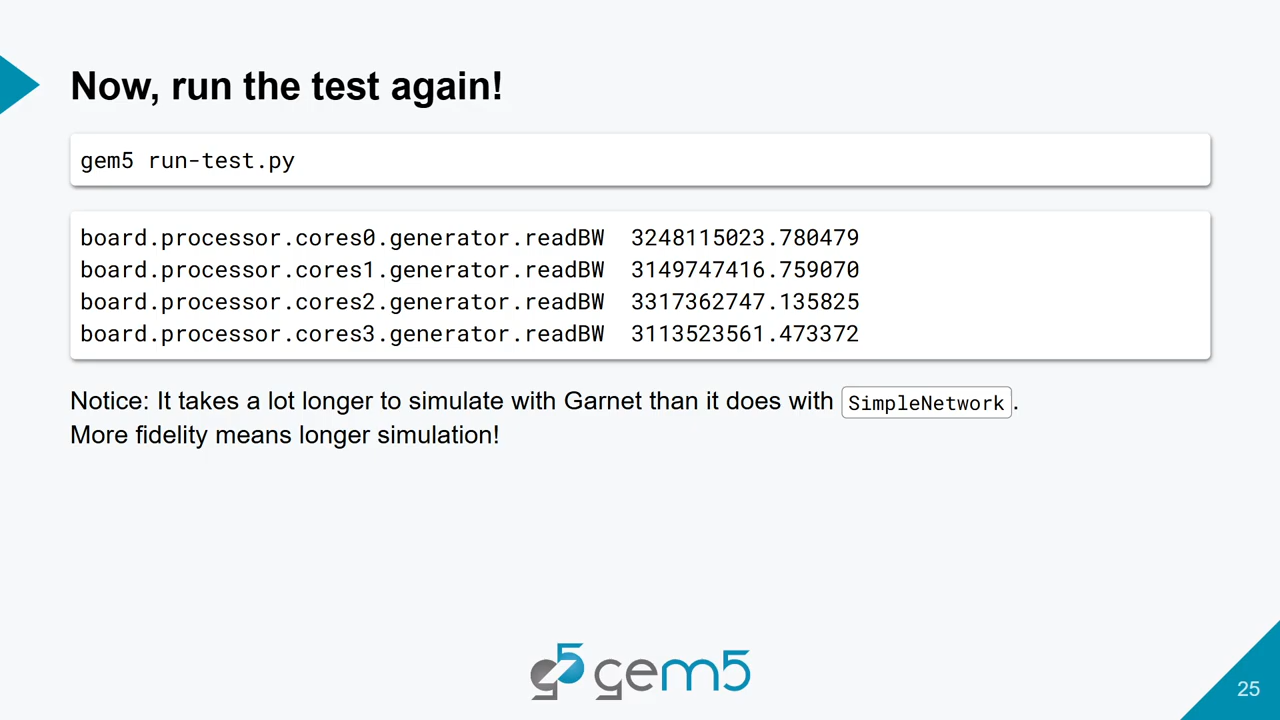 Now, run the test again!
gem5 run-test.py
board.processor.cores0.generator.readBW  3248115023.780479
board.processor.cores1.generator.readBW  3149747416.759070
board.processor.cores2.generator.readBW  3317362747.135825
board.processor.cores3.generator.readBW  3113523561.473372
Notice: It takes a lot longer to simulate with Garnet than it does with SimpleNetwork.
More fidelity means longer simulation!
g5 gem5
25